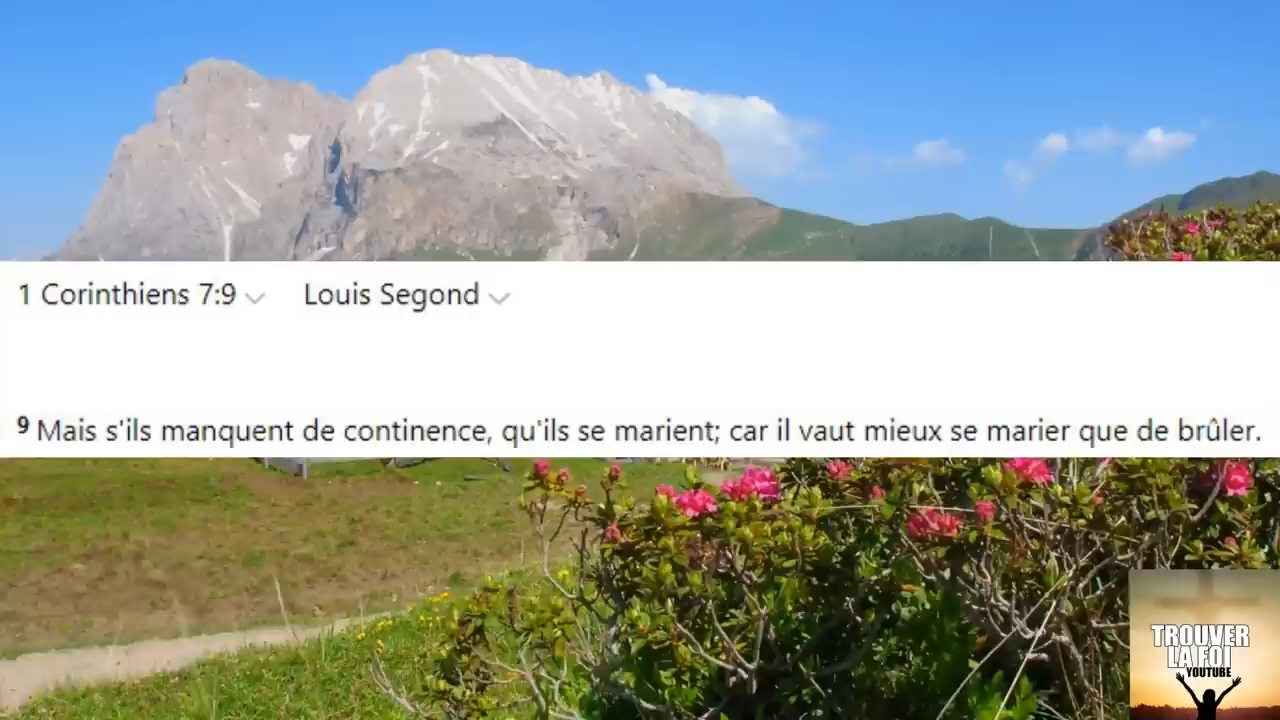 1 Corinthiens 7:9 Louis Segond
9 Mais s'ils manquent de continence, qu'ils se marient; car il vaut mieux se marier que de brûler.
TROUVER
LA FOI
YOUTUBE